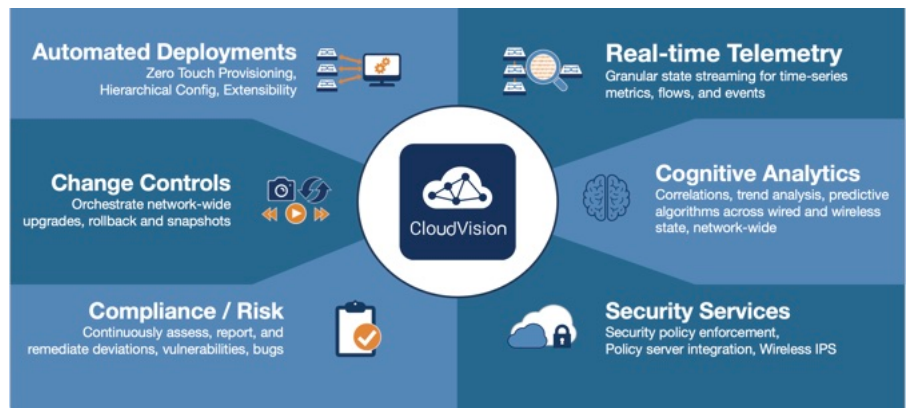 Automated Deployments
Zero Touch Provisioning,
Hierarchical Config, Extensibility
Real-time Telemetry
Granular state streaming for time-series
metrics, flows, and events
Change Controls
Orchestrate network-wide
upgrades, rollback and snapshots
CloudVision
Cognitive Analytics
Correlations, trend analysis, predictive
algorithms across wired and wireless
state, network-wide
Compliance / Risk
Continuously assess, report, and
remediate deviations, vulnerabilities, bugs
Security Services
Security policy enforcement,
Policy server integration, Wireless IPS